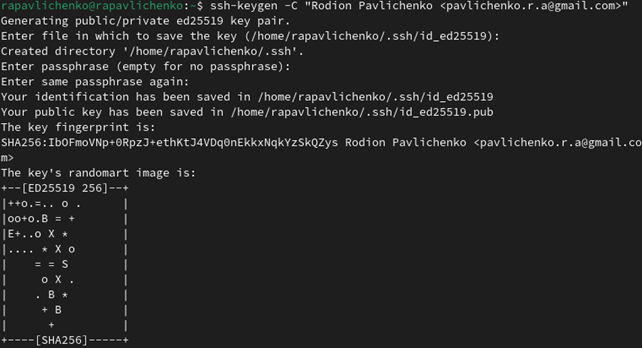 rapavlichenko@rapavlichenko:~$ ssh-keygen -C "Rodion Pavlichenko <pavlichenko.r.a@gmail.com>"
Generating public/private ed25519 key pair.
Enter file in which to save the key (/home/rapavlichenko/.ssh/id_ed25519):
Created directory '/home/rapavlichenko/.ssh'.
Enter passphrase (empty for no passphrase):
Enter same passphrase again:
Your identification has been saved in /home/rapavlichenko/.ssh/id_ed25519
Your public key has been saved in /home/rapavlichenko/.ssh/id_ed25519.pub
The key fingerprint is:
SHA256:IbOFmoVNp+0RpzJ+ethKtJ4VDq0nEkkxNqkYzSkQZys Rodion Pavlichenko <pavlichenko.r.a@gmail.co
m>
The key's randomart image is:
+--[ED25519 256]--+
|++o.=.. o .      |
|oo+o.B = +       |
|E+..o X *        |
|.... * X o       |
|    = = S        |
|     o X .       |
|    . B *        |
|     + B         |
|      +          |
+----[SHA256]-----+